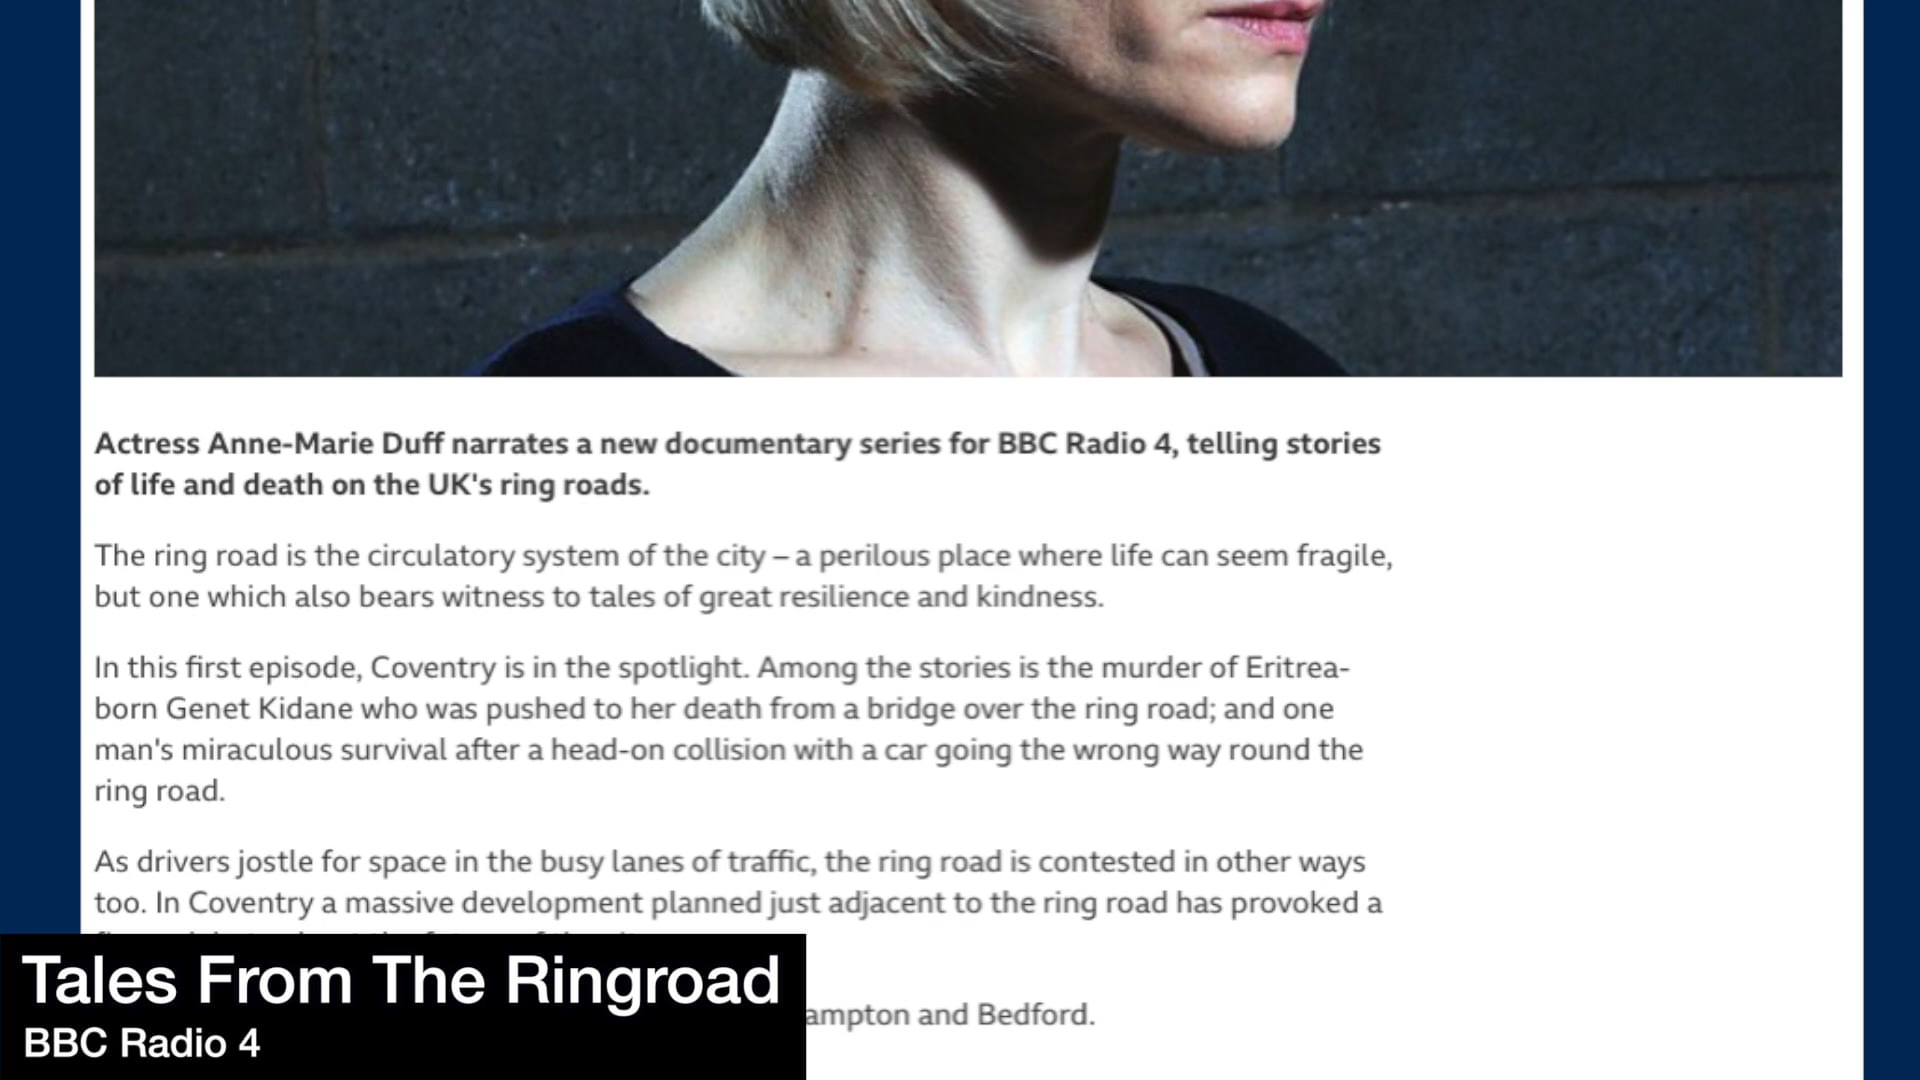 Actress Anne-Marie Duff narrates a new documentary series for BBC Radio 4, telling stories
of life and death on the UK's ring roads.
The ring road is the circulatory system of the city – a perilous place where life can seem fragile,
but one which also bears witness to tales of great resilience and kindness.
In this first episode, Coventry is in the spotlight. Among the stories is the murder of Eritrea-
born Genet Kidane who was pushed to her death from a bridge over the ring road; and one
man's miraculous survival after a head-on collision with a car going the wrong way round the
ring road.
As drivers jostle for space in the busy lanes of traffic, the ring road is contested in other ways
too. In Coventry a massive development planned just adjacent to the ring road has provoked a
ampton and Bedford.
Tales From The Ringroad
BBC Radio 4